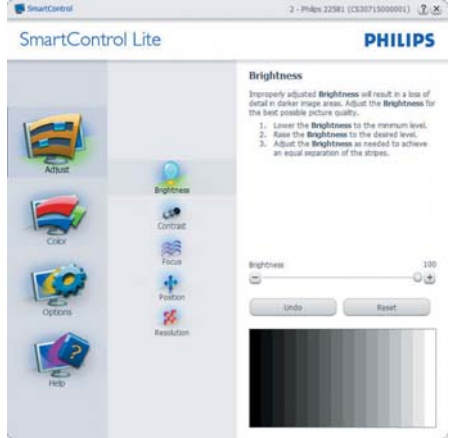 SmartControl
2 - Philips 225B1 (CS30715000001)
SmartControl Lite
PHILIPS
Adjust
Color
Options
Help
Brightness
Contrast
Focus
Position
Resolution
Brightness
Improperly adjusted Brightness will result in a loss of
detail in darker image areas. Adjust the Brightness for
the best possible picture quality.
1. Lower the Brightness to the minimum level.
2. Raise the Brightness to the desired level.
3. Adjust the Brightness as needed to achieve
an equal separation of the stripes.
Brightness 100
Undo
Reset